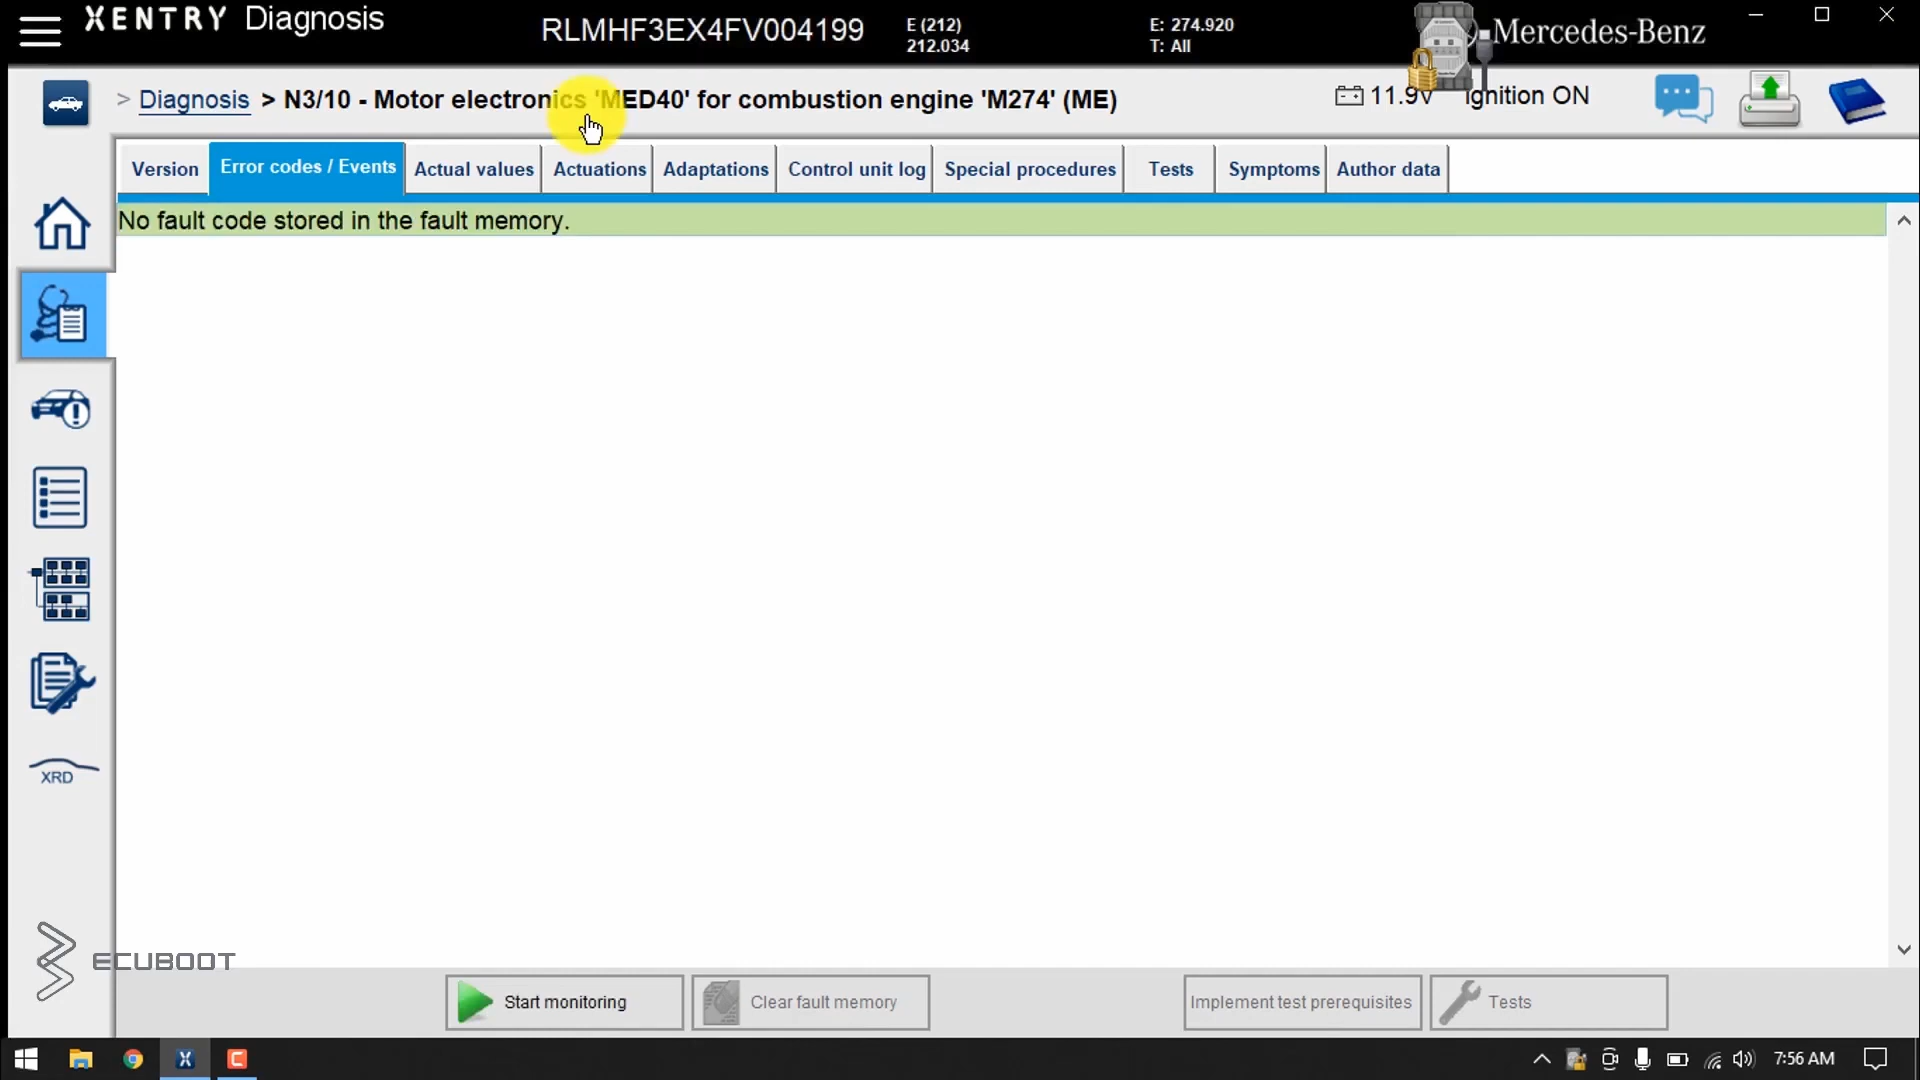 XENTRY Diagnosis
RLMHF3EX4FV004199
E (212)
212.034
E: 274.920
T: All
Mercedes-Benz
> Diagnosis > N3/10 - Motor electronics 'MED40' for combustion engine 'M274' (ME)
11.9V
Ignition ON
Version
Error codes / Events
Actual values
Actuations
Adaptations
Control unit log
Special procedures
Tests
Symptoms
Author data
No fault code stored in the fault memory.
XRD
ECUBOOT
Start monitoring
Clear fault memory
Implement test prerequisites
Tests
7:56 AM